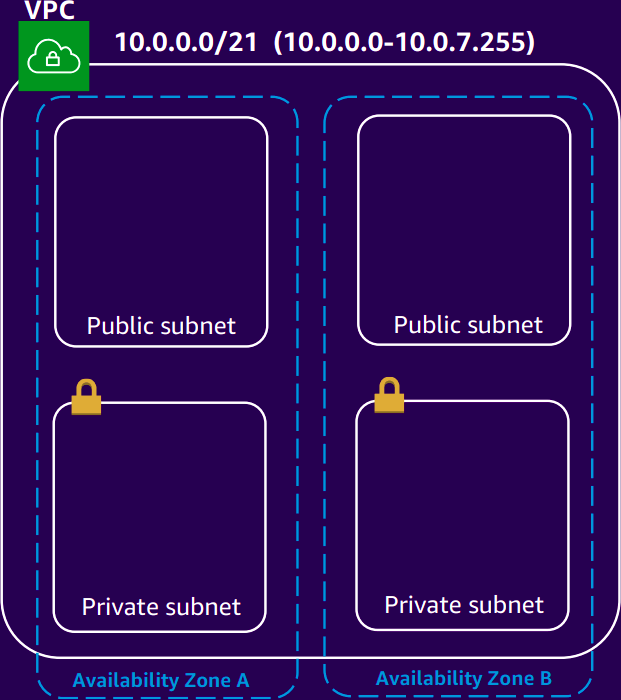 VPC
10.0.0.0/21 (10.0.0.0-10.0.7.255)
Public subnet
Public subnet
Private subnet
Private subnet
Availability Zone A
Availability Zone B